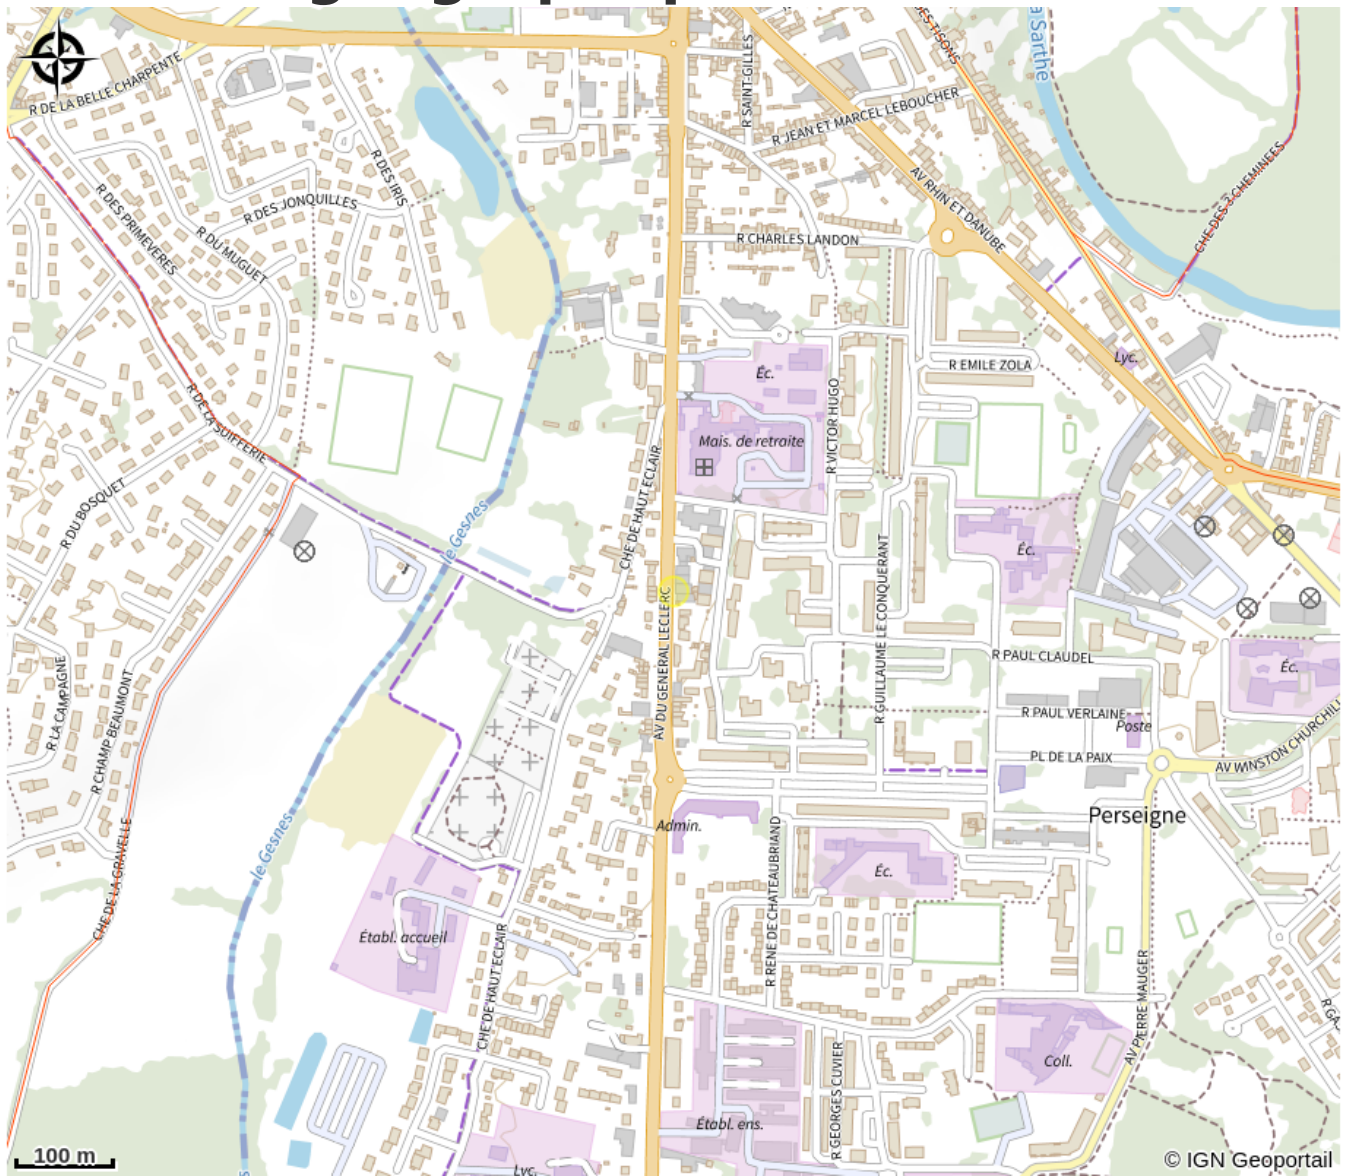 R DE LA BELLE CHARPENTE
R DES IRIS
R DES JONQUILLES
R DES PRIMEVERES
R DU MUGUET
R SAINT-GILLES
R JEAN ET MARCEL LEBOUCHER
DES TISONS
a Sarthe
CHE DES 3 CHEMINEES
AV RHIN ET DANUBE
R CHARLES LANDON
Lyc.
R EMILE ZOLA
Éc.
R VICTOR HUGO
Mais. de retraite
R DE LA SUIFFERIE
R DU BOSQUET
CHE DE HAUT ECLAIR
le Gesnes
Éc.
R GUILLAUME LE CONQUERANT
AV DU GENERAL LECLERC
R PAUL CLAUDEL
Éc.
R LA CAMPAGNE
R CHAMP BEAUMONT
R PAUL VERLAINE
Poste
PL DE LA PAIX
AV WINSTON CHURCHILL
Perseigne
Admin.
le Gesnes
CHE DE LA GRAVELLE
R RENE DE CHATEAUBRIAND
Éc.
Établ. accueil
CHE DE HAUT ECLAIR
AV PIERRE MAUGER
R GA
Coll.
R GEORGES CUVIER
Établ. ens.
Lyc.
s
100 m
© IGN Geoportail